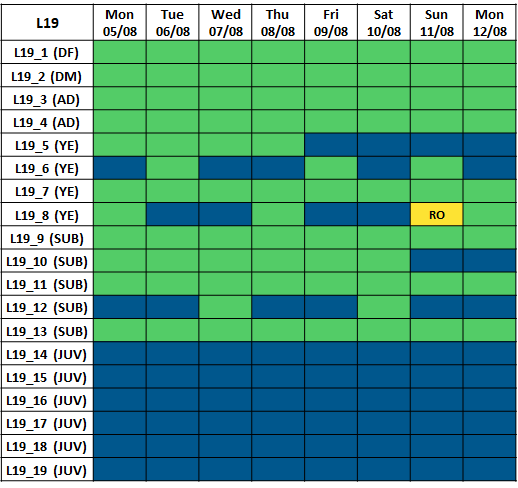 L19 Mon Tue Wed Thu Fri Sat Sun Mon
05/08 06/08 07/08 08/08 09/08 10/08 11/08 12/08
L19_1 (DF)
L19_2 (DM)
L19_3 (AD)
L19_4 (AD)
L19_5 (YE)
L19_6 (YE)
L19_7 (YE)
L19_8 (YE) RO
L19_9 (SUB)
L19_10 (SUB)
L19_11 (SUB)
L19_12 (SUB)
L19_13 (SUB)
L19_14 (JUV)
L19_15 (JUV)
L19_16 (JUV)
L19_17 (JUV)
L19_18 (JUV)
L19_19 (JUV)